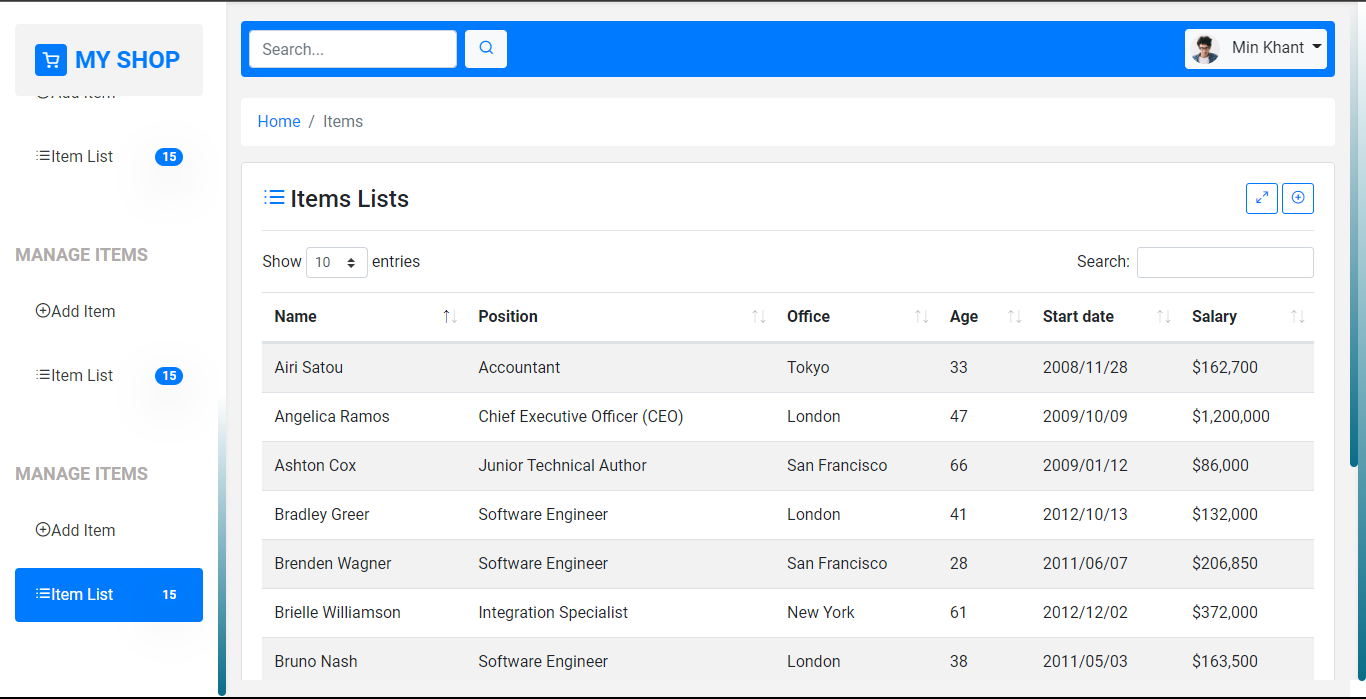 MY SHOP
Add Item
Item List 15
MANAGE ITEMS
Add Item
Item List 15
MANAGE ITEMS
Add Item
Item List 15
Search...
Min Khant
Home / Items
Items Lists
Show 10 entries
Search:
Name Position Office Age Start date Salary
Airi Satou Accountant Tokyo 33 2008/11/28 $162,700
Angelica Ramos Chief Executive Officer (CEO) London 47 2009/10/09 $1,200,000
Ashton Cox Junior Technical Author San Francisco 66 2009/01/12 $86,000
Bradley Greer Software Engineer London 41 2012/10/13 $132,000
Brenden Wagner Software Engineer San Francisco 28 2011/06/07 $206,850
Brielle Williamson Integration Specialist New York 61 2012/12/02 $372,000
Bruno Nash Software Engineer London 38 2011/05/03 $163,500